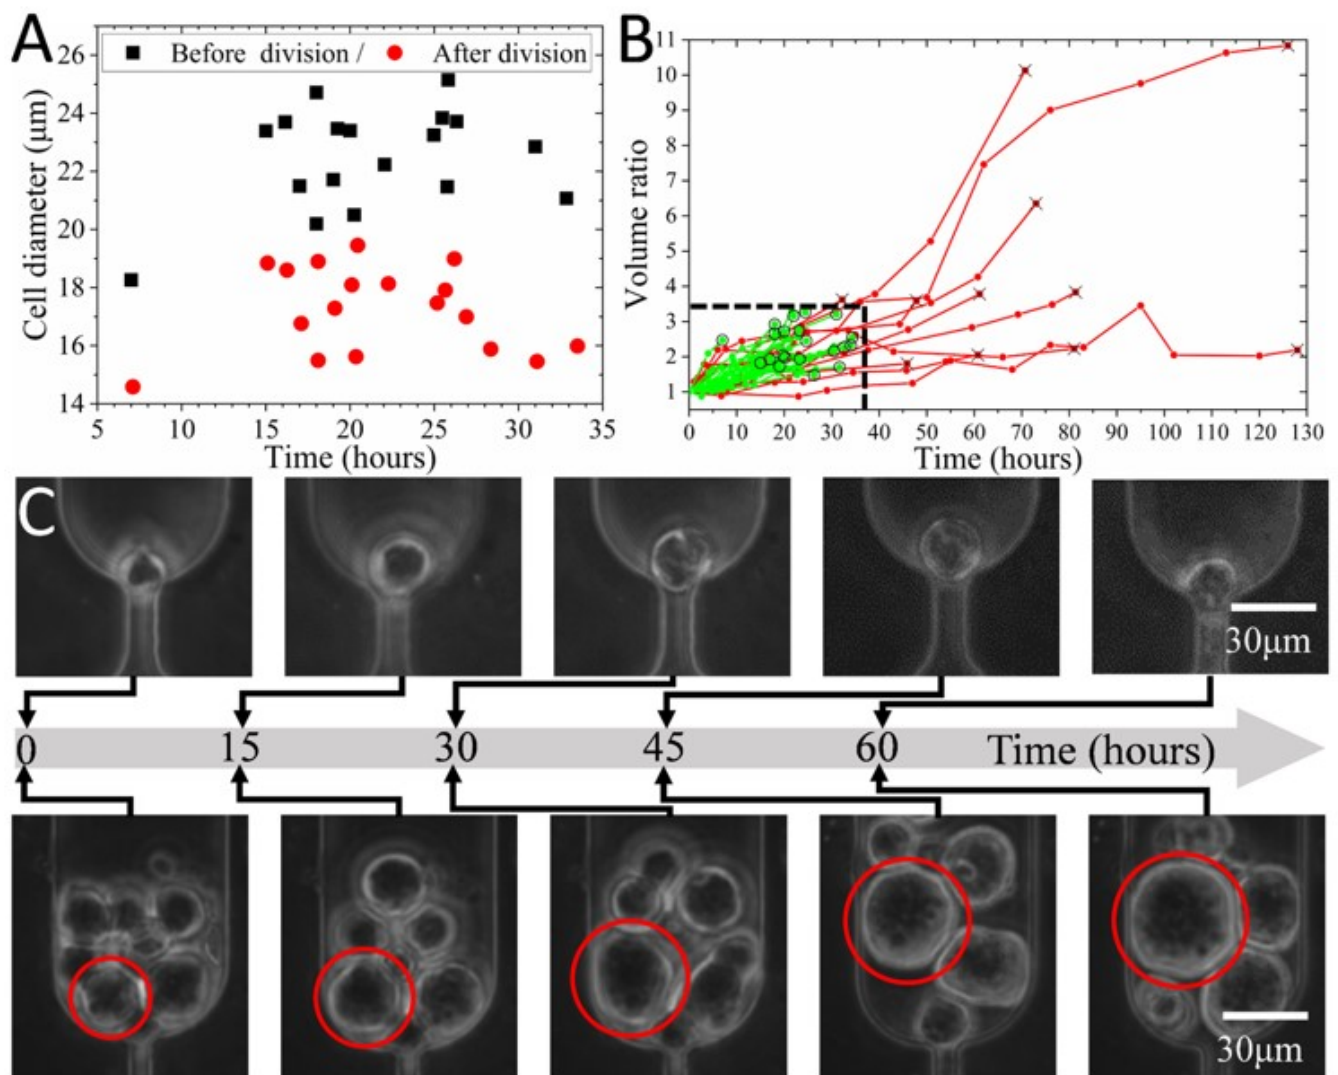 A
26
24
22
20
18
16
14
Cell diameter (μm)
Before division / After division
5 10 15 20 25 30 35
Time (hours)
B
11
10
9
8
7
6
5
4
3
2
1
Volume ratio
0 10 20 30 40 50 60 70 80 90 100 110 120 130
Time (hours)
C
30μm
0 15 30 45 60 Time (hours)
30μm